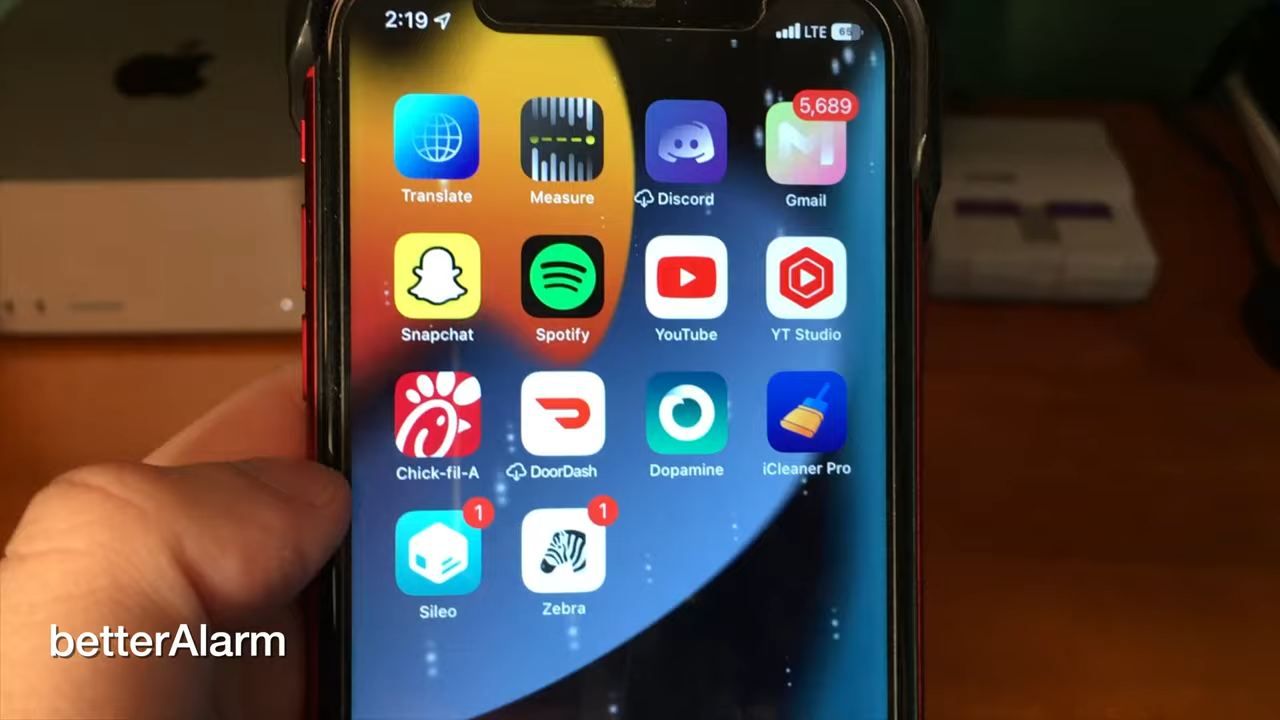 2:19
LTE 65
5,689
Translate
Measure
Discord
Gmail
Snapchat
Spotify
YouTube
YT Studio
Chick-fil-A
DoorDash
Dopamine
iCleaner Pro
1
1
Sileo
Zebra
betterAlarm